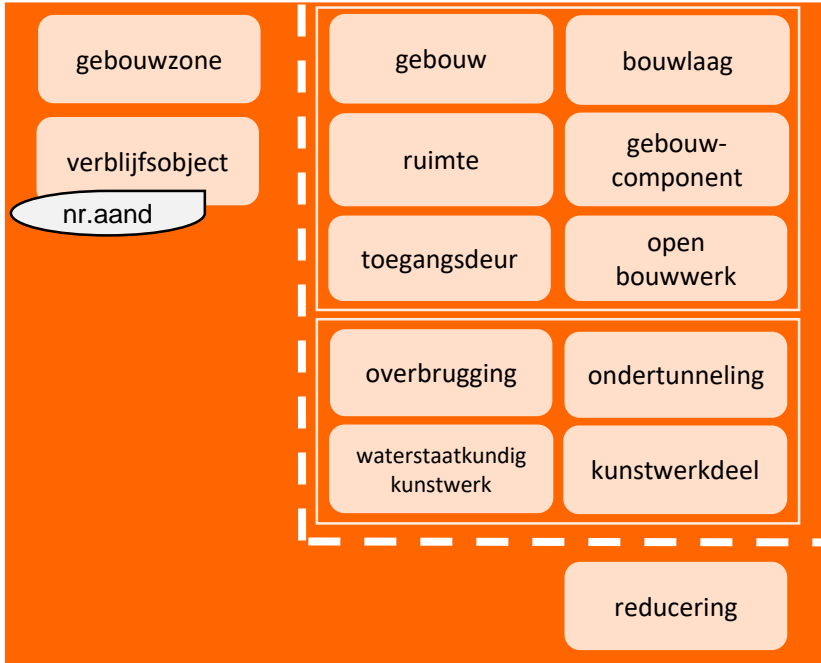 gebouwzone
verblijfsobject
nr.aand
gebouw
bouwlaag
ruimte
gebouw-
component
toegangsdeur
open
bouwwerk
overbrugging
ondertunneling
waterstaatkundig
kunstwerk
kunstwerkdeel
reducering